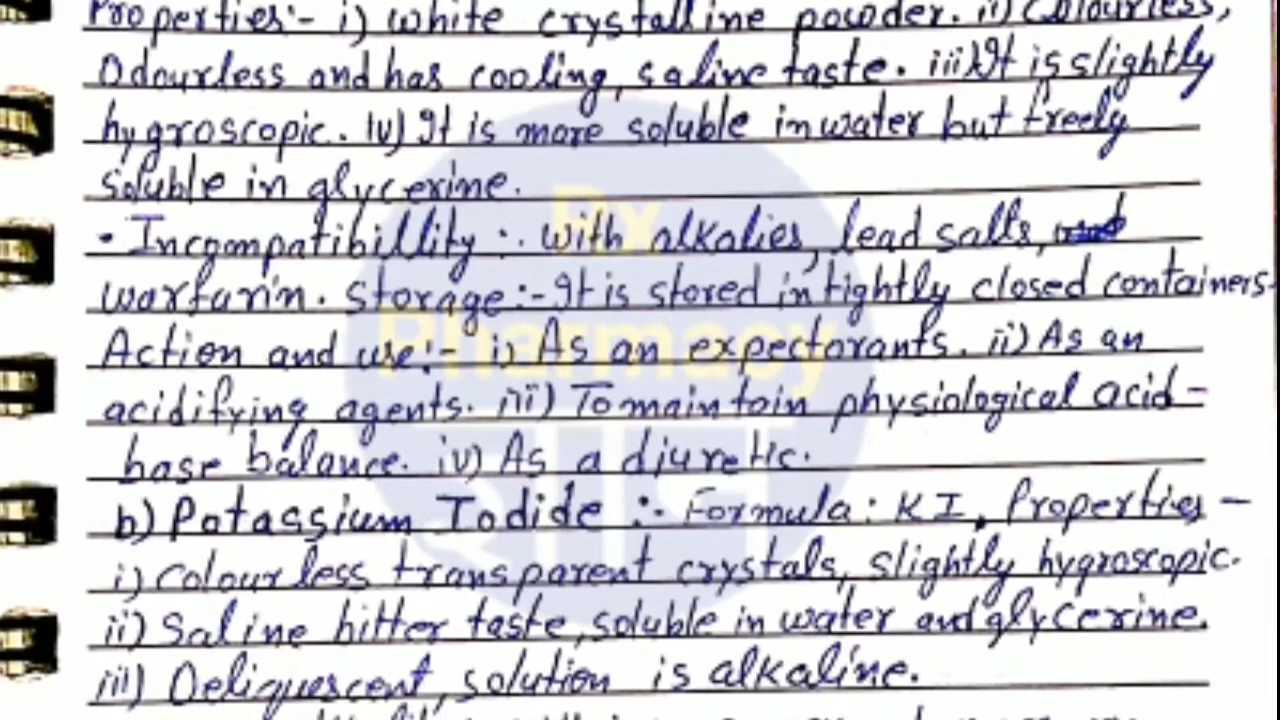 Properties:- i) White crystalline powder. ii) Colourless,
Odourless and has cooling, saline taste. iii) It is slightly
hygroscopic. iv) It is more soluble in water but freely
soluble in glycerine.
• Incompatibillity :. With alkalies, lead salts,
warfarin. Storage :- It is stored in tightly closed containers.
Action and use:- i) As an expectorants. ii) As an
acidifying agents. iii) To maintain physiological acid-
base balance. iv) As a diuretic.
b) Potassium Iodide :- Formula: KI, Properties -
i) Colourless transparent crystals, slightly hygroscopic.
ii) Saline bitter taste, soluble in water and glycerine.
iii) Deliquescent, solution is alkaline.
Rx
Pharmacy